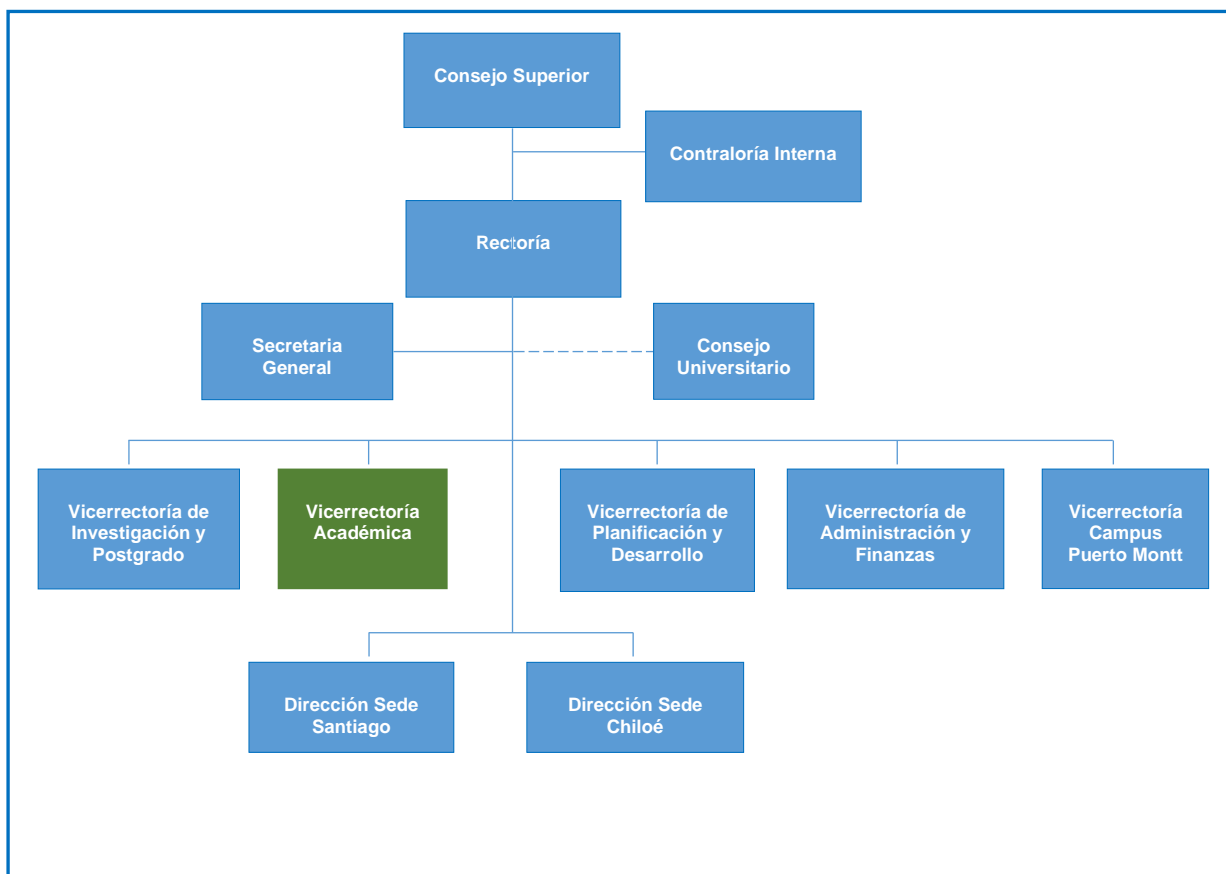 Consejo Superior
Contraloría Interna
Rectoría
Secretaria
General
Consejo
Universitario
Vicerrectoría de
Investigación y
Postgrado
Vicerrectoría
Académica
Vicerrectoría de
Planificación y
Desarrollo
Vicerrectoría de
Administración y
Finanzas
Vicerrectoría
Campus
Puerto Montt
Dirección Sede
Santiago
Dirección Sede
Chiloé